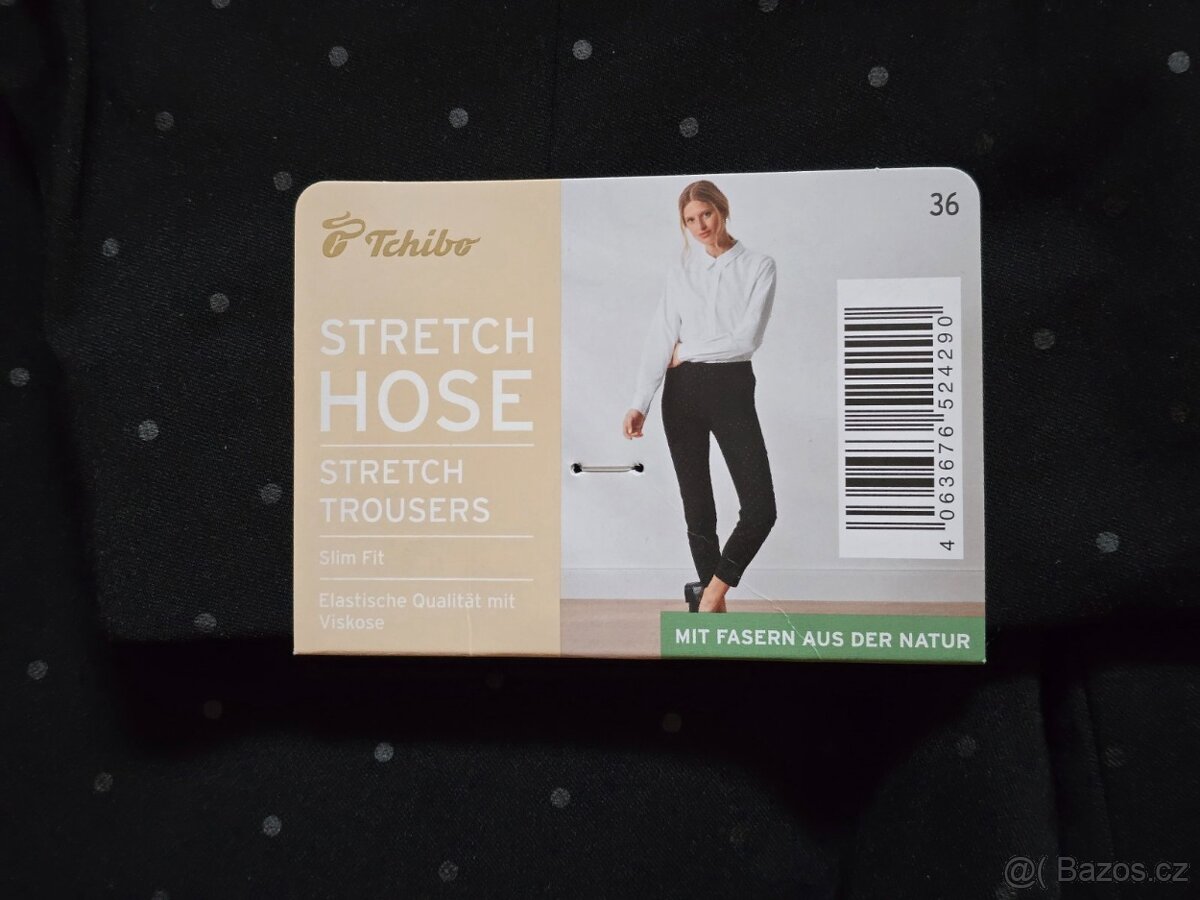 Tchibo
STRETCH
HOSE
STRETCH
TROUSERS
Slim Fit
Elastische Qualität mit
Viskose
36
4 063676 524290
MIT FASERN AUS DER NATUR
@( Bazos.cz